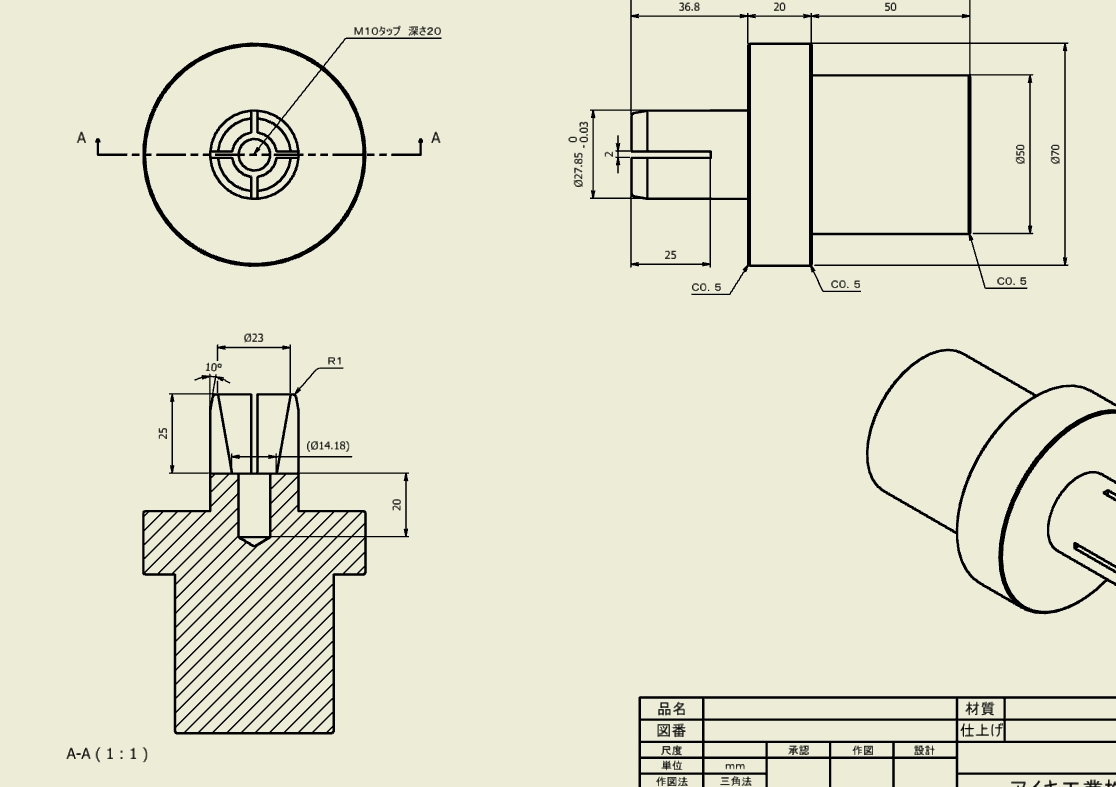 M10タップ 深さ20
A
A
36.8
20
50
Ø27.85 0 -0.03
2
25
Ø50
Ø70
C0.5
C0.5
C0.5
Ø23
10°
R1
25
(Ø14.18)
20
A-A ( 1 : 1 )
品名
材質
図番
仕上げ
尺度
承認
作図
設計
単位
mm
作図法
三角法